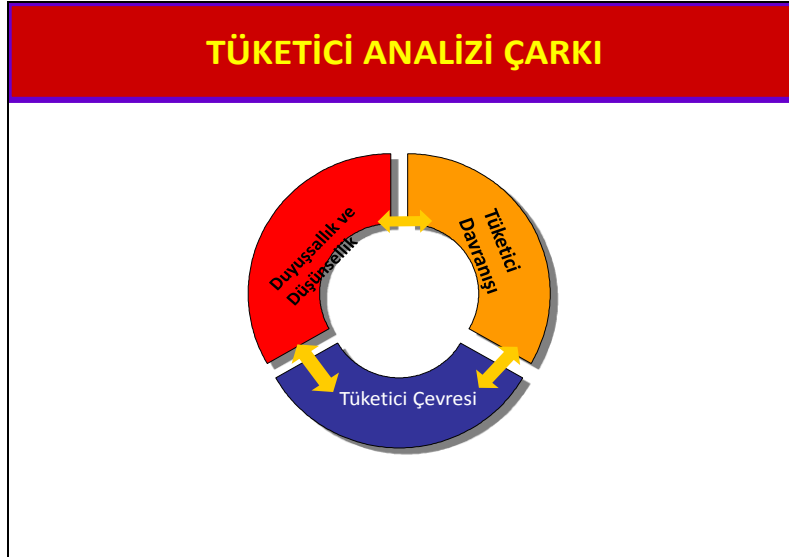 TÜKETİCİ ANALİZİ ÇARKI
Duyuşsallık ve
Düşünsellik
Tüketici
Davranışı
Tüketici Çevresi